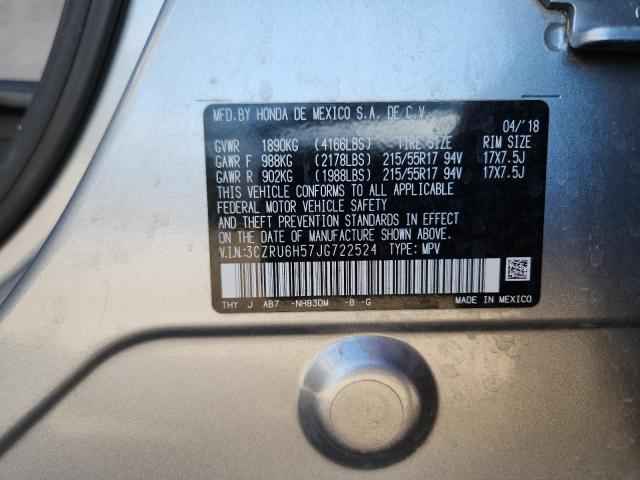 MFD.BY HONDA DE MEXICO S.A. DE C.V. 04/'18
GVWR 1890KG (4166LBS) TIRE SIZE RIM SIZE
GAWR F 988KG (2178LBS) 215/55R17 94V 17X7.5J
GAWR R 902KG (1988LBS) 215/55R17 94V 17X7.5J
THIS VEHICLE CONFORMS TO ALL APPLICABLE
FEDERAL MOTOR VEHICLE SAFETY
AND THEFT PREVENTION STANDARDS IN EFFECT
ON THE DATE OF MANUFACTURE SHOWN ABOVE.
V.I.N.:3CZRU6H57JG722524 TYPE: MPV
THY J AB7 -NH830M -B -G MADE IN MEXICO